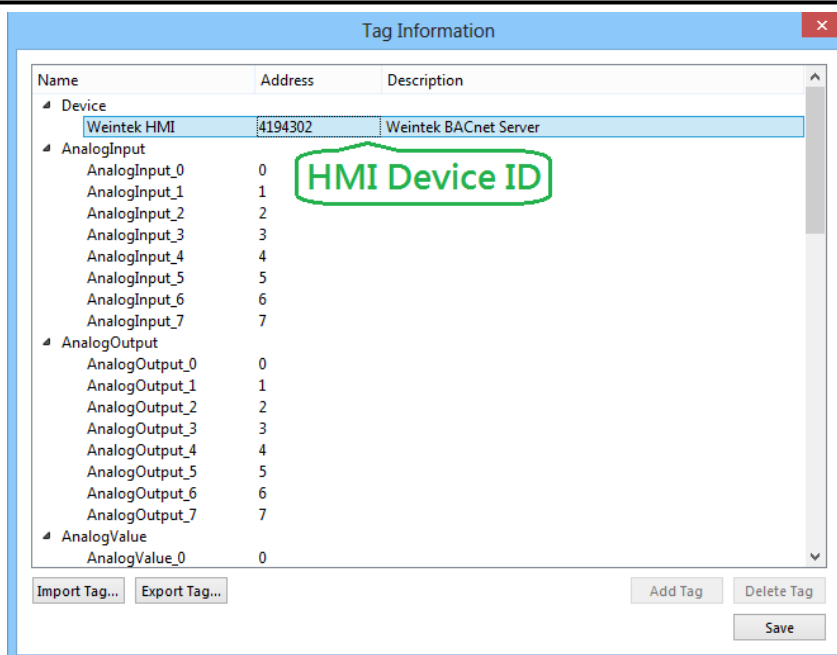 Tag Information
Name Address Description
Device
Weintek HMI 4194302 Weintek BACnet Server
AnalogInput
HMI Device ID
AnalogInput_0 0
AnalogInput_1 1
AnalogInput_2 2
AnalogInput_3 3
AnalogInput_4 4
AnalogInput_5 5
AnalogInput_6 6
AnalogInput_7 7
AnalogOutput
AnalogOutput_0 0
AnalogOutput_1 1
AnalogOutput_2 2
AnalogOutput_3 3
AnalogOutput_4 4
AnalogOutput_5 5
AnalogOutput_6 6
AnalogOutput_7 7
AnalogValue
AnalogValue_0 0
Import Tag... Export Tag... Add Tag Delete Tag
Save